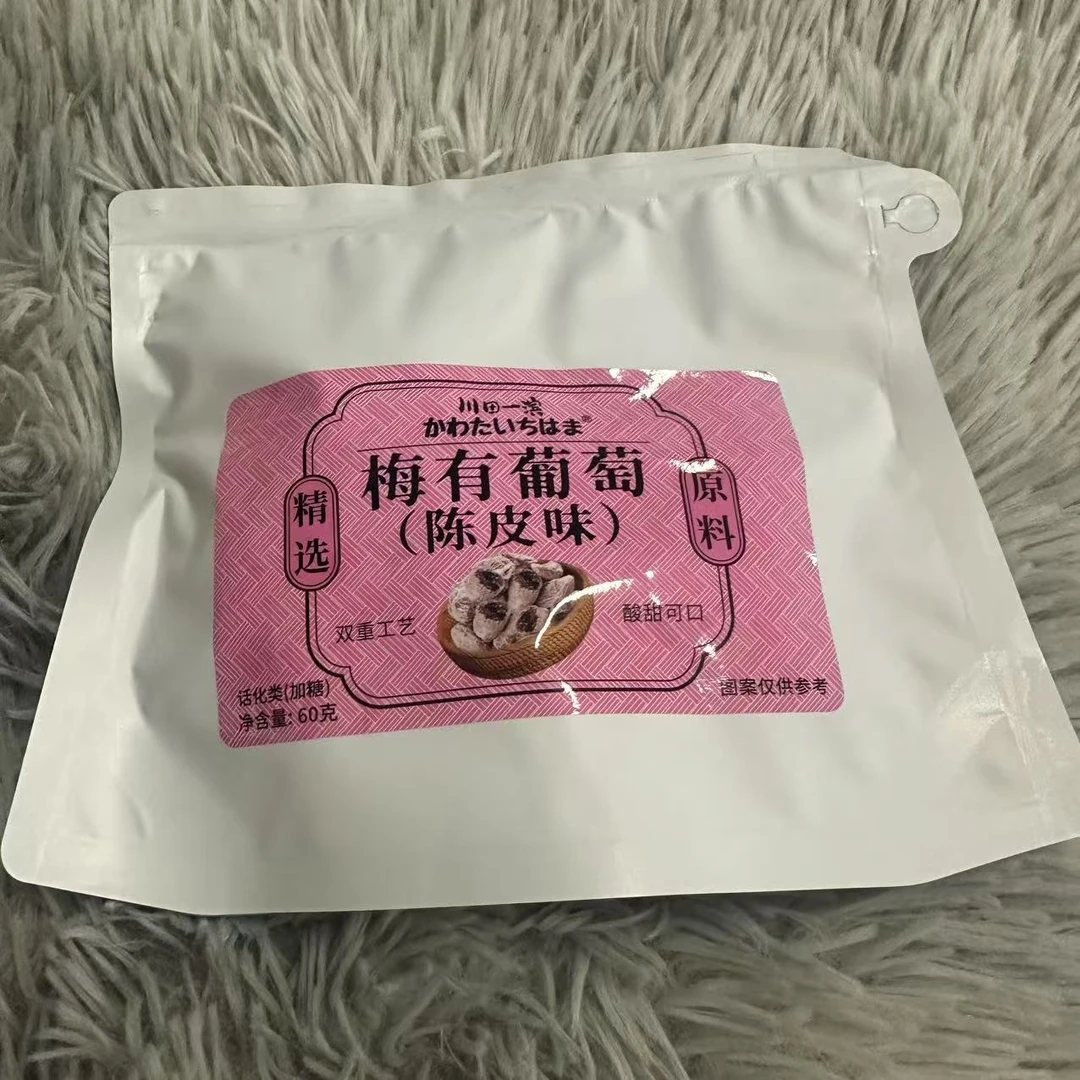 川田一滨
かわたいちはま®
梅有葡萄
(陈皮味)
精选
原料
双重工艺
酸甜可口
话化类(加糖)
净含量: 60克
图案仅供参考